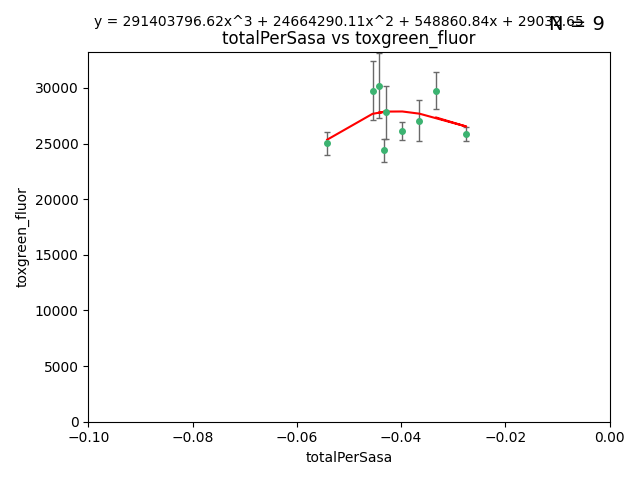 y = 291403796.62x^3 + 24664290.11x^2 + 548860.84x + 29032.65
N = 9
totalPerSasa vs toxgreen_fluor
30000
25000
20000
15000
10000
5000
0
toxgreen_fluor
−0.10
−0.08
−0.06
−0.04
−0.02
0.00
totalPerSasa